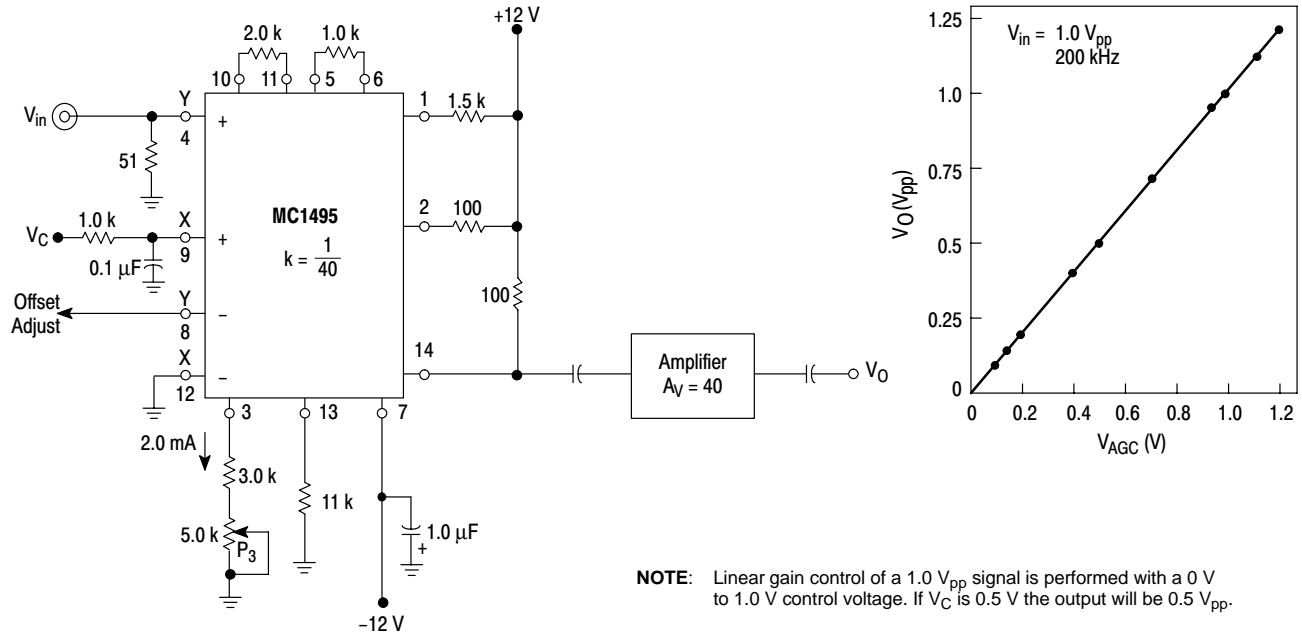 +12 V
2.0 k
1.0 k
10
11
5
6
V_in
Y
4
+
1
1.5 k
51
MC1495
k = 1/40
2
100
V_C
1.0 k
X
9
+
0.1 μF
100
Offset
Adjust
Y
8
−
X
12
−
14
Amplifier
A_V = 40
V_O
3
13
7
2.0 mA
3.0 k
11 k
5.0 k
P_3
1.0 μF
+
−12 V
V_in = 1.0 V_pp
200 kHz
1.25
1.0
0.75
0.5
0.25
0
V_O (V_pp)
0
0.2
0.4
0.6
0.8
1.0
1.2
V_AGC (V)
NOTE: Linear gain control of a 1.0 V_pp signal is performed with a 0 V
to 1.0 V control voltage. If V_C is 0.5 V the output will be 0.5 V_pp.